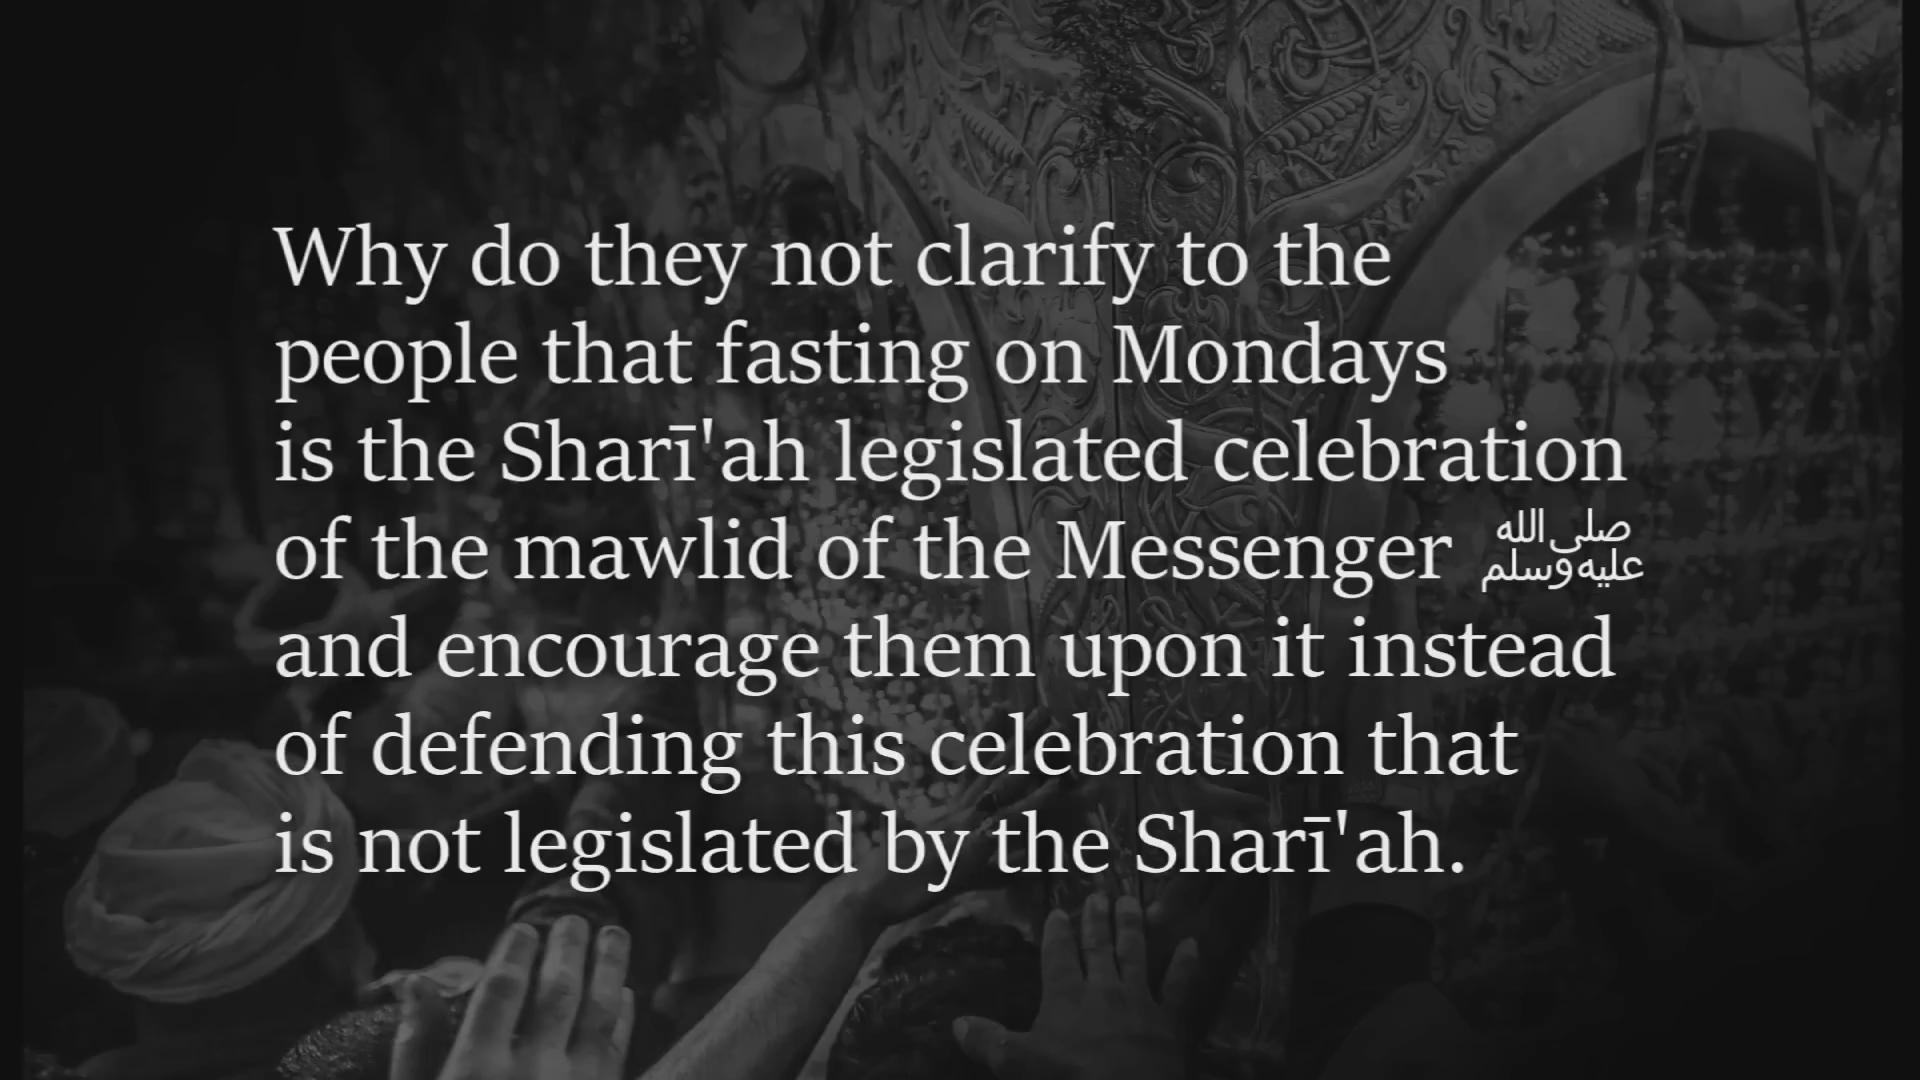 Why do they not clarify to the
people that fasting on Mondays
is the Sharī'ah legislated celebration
of the mawlid of the Messenger صلى الله عليه وسلم
and encourage them upon it instead
of defending this celebration that
is not legislated by the Sharī'ah.